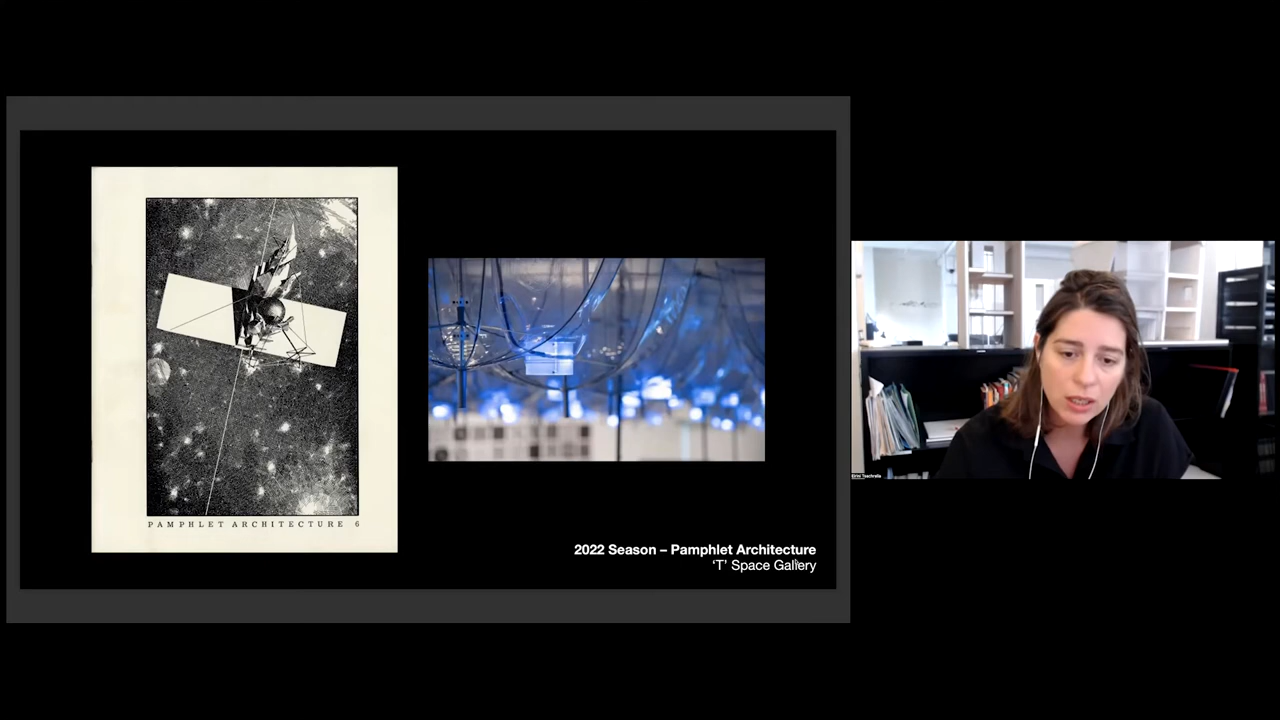 PAMPHLET ARCHITECTURE 6
2022 Season – Pamphlet Architecture
‘T’ Space Gallery